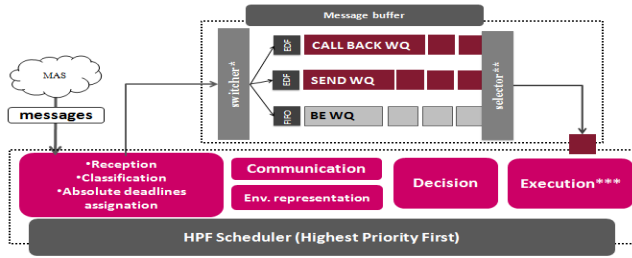 Message buffer
MAS
messages
switcher*
EDF
CALL BACK WQ
EDF
SEND WQ
FIFO
BE WQ
selector**
•Reception
•Classification
•Absolute deadlines
assignation
Communication
Env. representation
Decision
Execution***
HPF Scheduler (Highest Priority First)